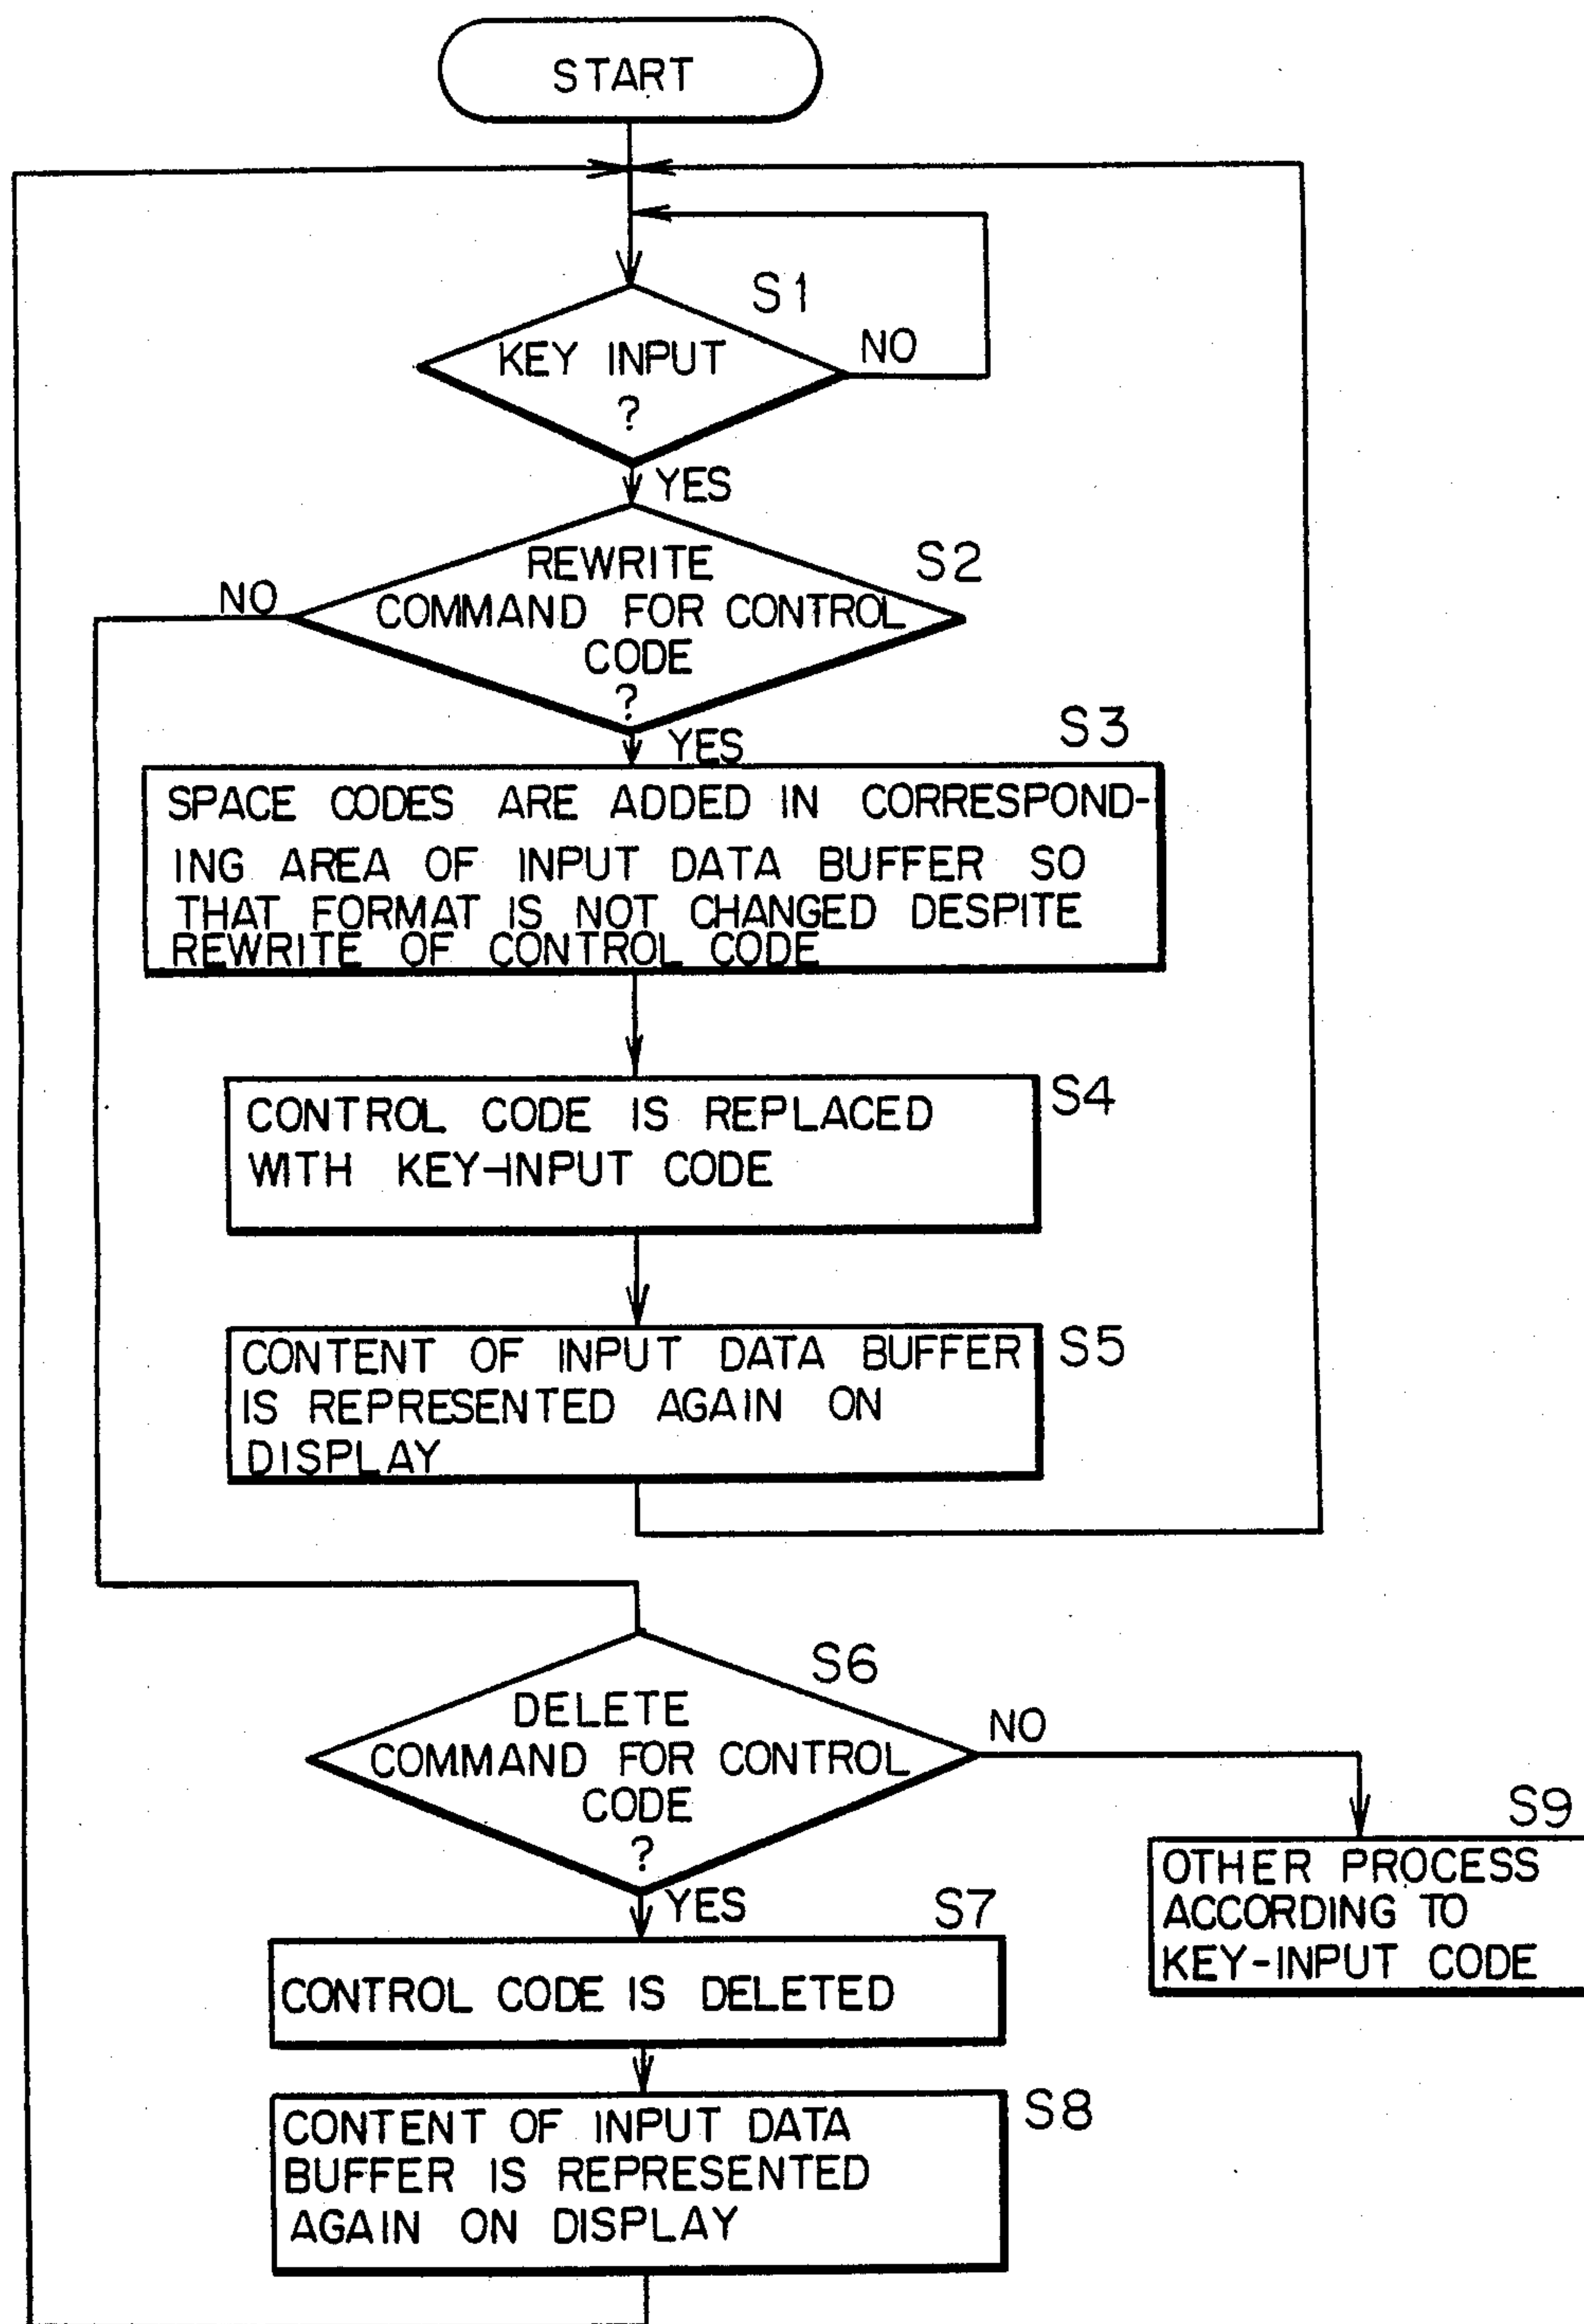 START
S1
KEY INPUT
?
NO
YES
S2
REWRITE
COMMAND FOR CONTROL
CODE
?
NO
YES
S3
SPACE CODES ARE ADDED IN CORRESPOND-
ING AREA OF INPUT DATA BUFFER SO
THAT FORMAT IS NOT CHANGED DESPITE
REWRITE OF CONTROL CODE
S4
CONTROL CODE IS REPLACED
WITH KEY-INPUT CODE
S5
CONTENT OF INPUT DATA BUFFER
IS REPRESENTED AGAIN ON
DISPLAY
S6
DELETE
COMMAND FOR CONTROL
CODE
?
NO
YES
S9
OTHER PROCESS
ACCORDING TO
KEY-INPUT CODE
S7
CONTROL CODE IS DELETED
S8
CONTENT OF INPUT DATA
BUFFER IS REPRESENTED
AGAIN ON DISPLAY